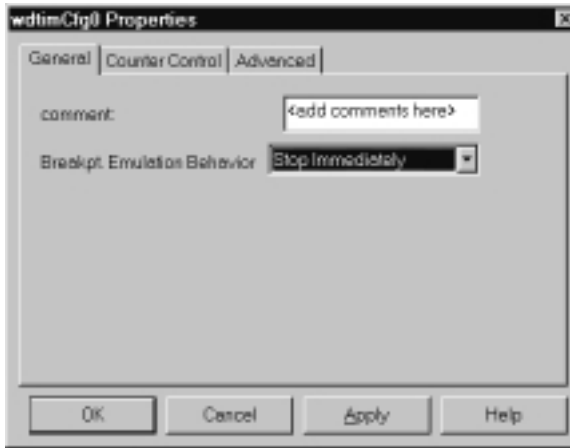 wdtimCfg0 Properties
General Counter Control Advanced
comment: <add comments here>
Breakpt. Emulation Behavior Stop Immediately
OK Cancel Apply Help